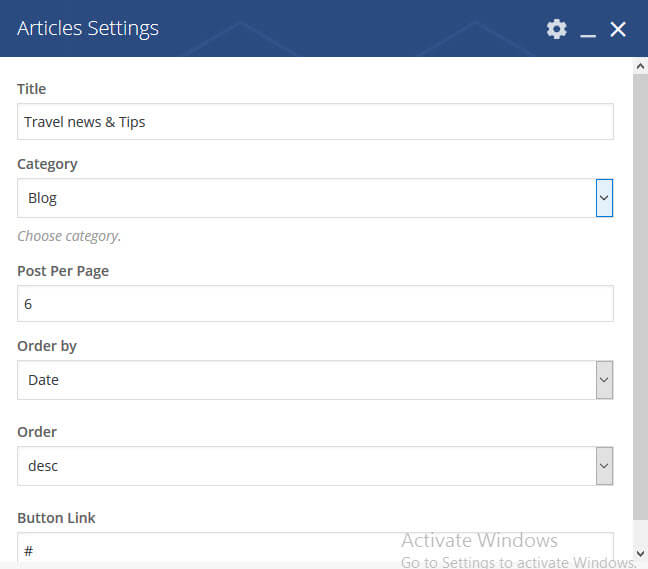 Articles Settings
Title
Travel news & Tips
Category
Blog
Choose category.
Post Per Page
6
Order by
Date
Order
desc
Button Link
#
Activate Windows
Go to Settings to activate Windows.